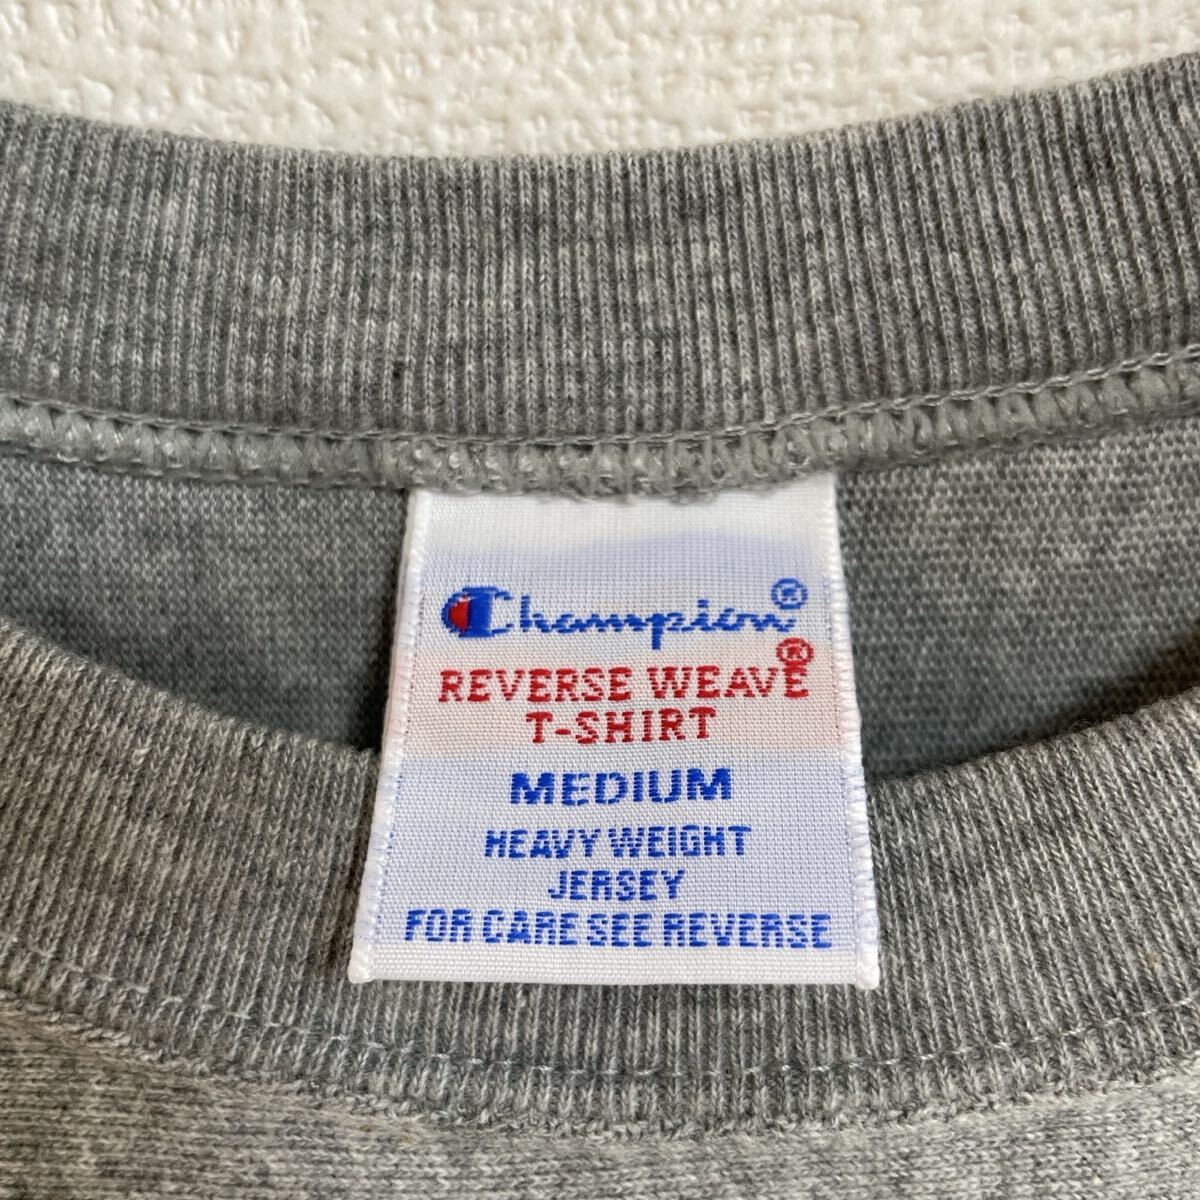 Champion®
REVERSE WEAVE®
T-SHIRT
MEDIUM
HEAVY WEIGHT
JERSEY
FOR CARE SEE REVERSE